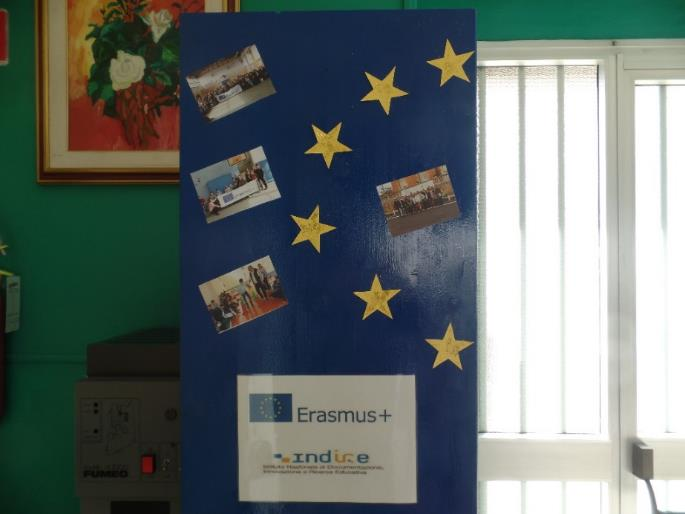 Erasmus+
indire
Istituto Nazionale di Documentazione,
Innovazione e Ricerca Educativa
FUMEO